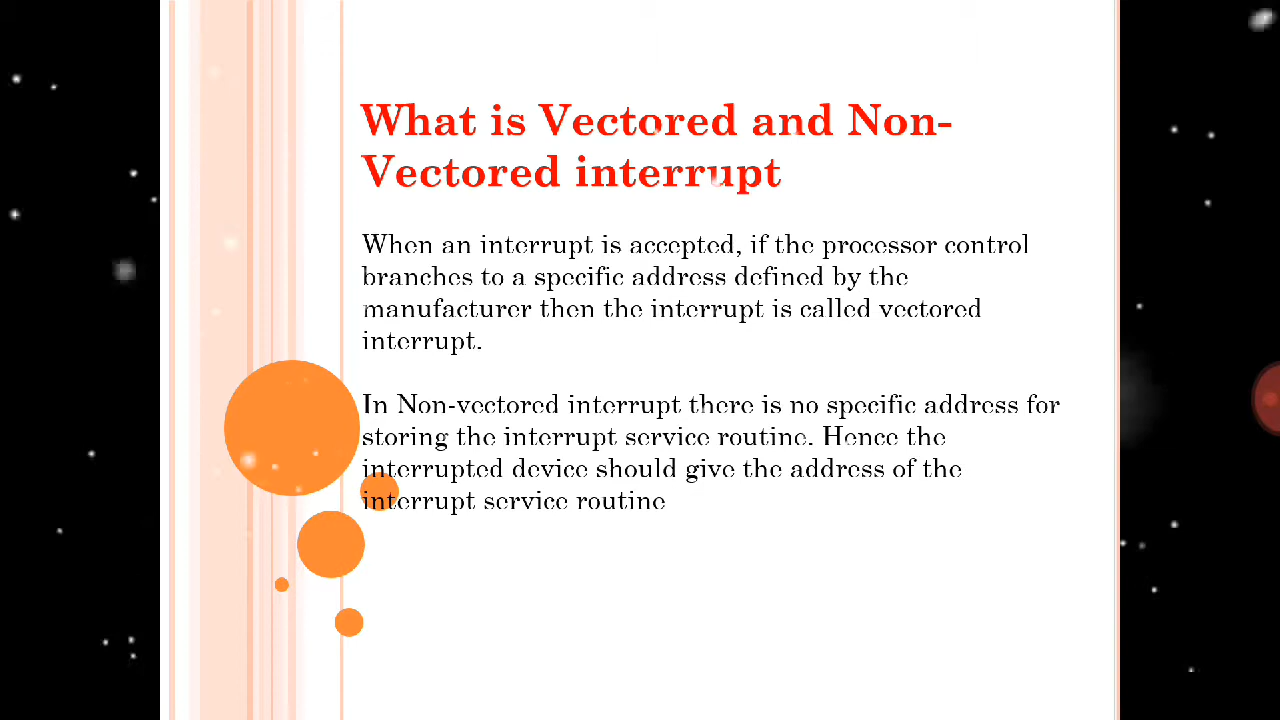 What is Vectored and Non-
Vectored interrupt
When an interrupt is accepted, if the processor control
branches to a specific address defined by the
manufacturer then the interrupt is called vectored
interrupt.
In Non-vectored interrupt there is no specific address for
storing the interrupt service routine. Hence the
interrupted device should give the address of the
interrupt service routine